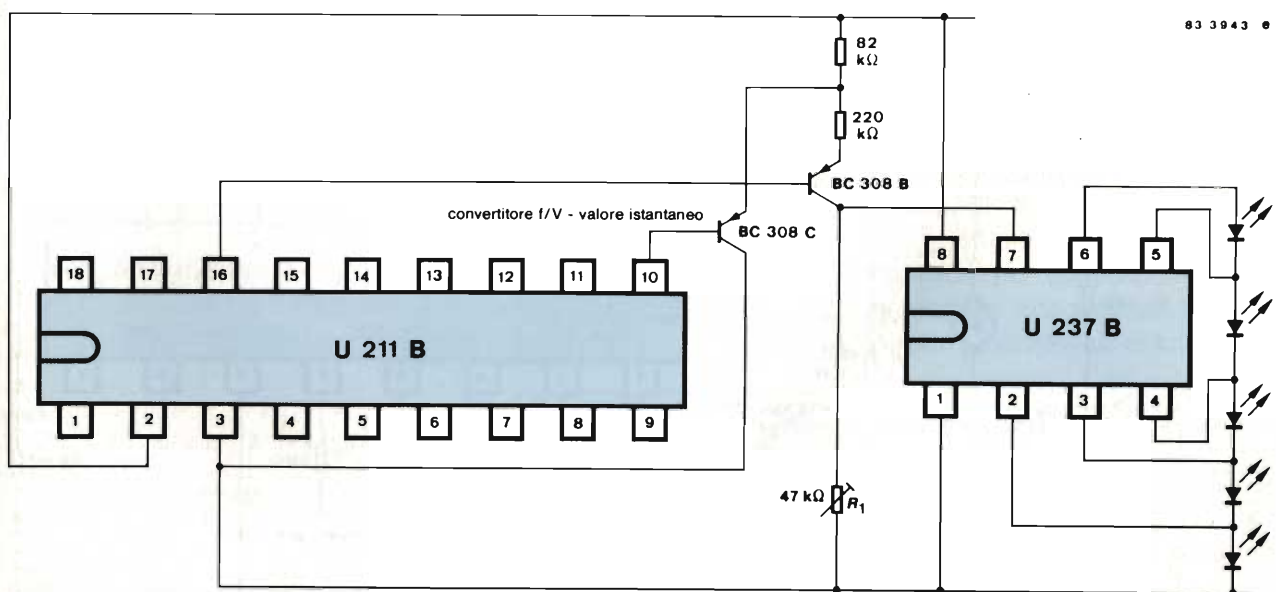 83 3943 e
82
kΩ
220
kΩ
BC 308 B
convertitore f/V - valore istantaneo
BC 308 C
18 17 16 15 14 13 12 11 10
8 7 6 5
U 211 B
U 237 B
1 2 3 4 5 6 7 8 9
1 2 3 4
47 kΩ R1